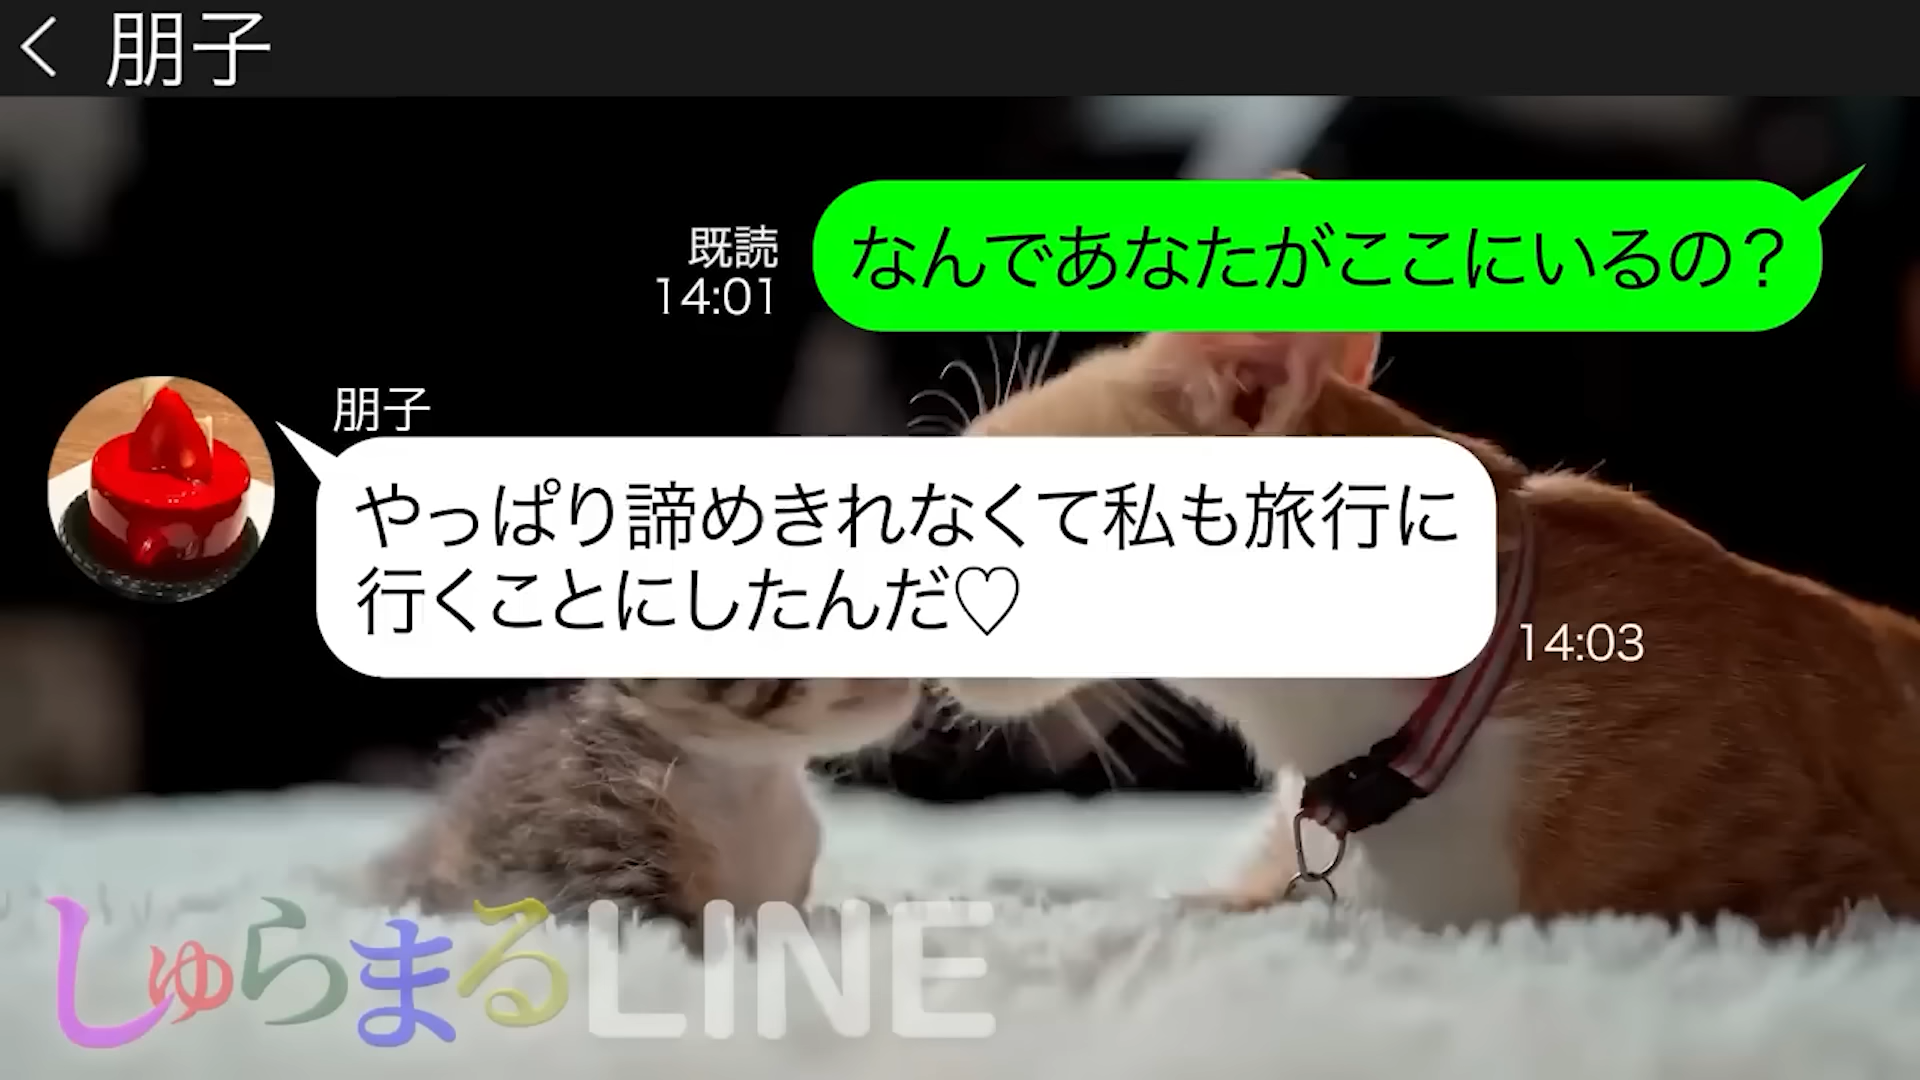 朋子
なんであなたがここにいるの？
既読
14:01
朋子
やっぱり諦めきれなくて私も旅行に
行くことにしたんだ♡
14:03
しゅらまるLINE